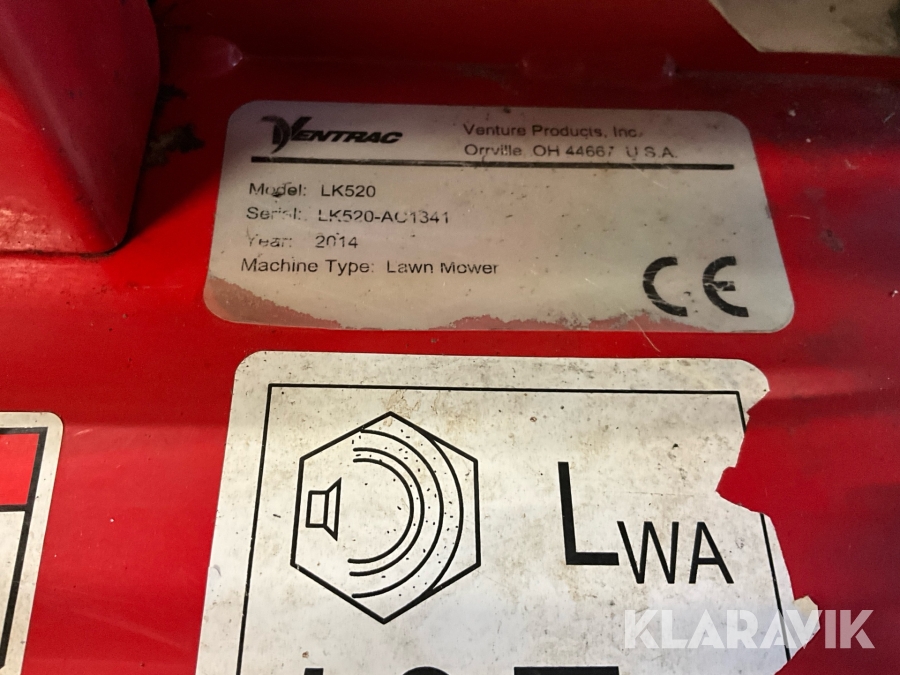 VENTRAC
Venture Products, Inc.
Orrville, OH 44667 U.S.A.
Model: LK520
Serial: LK520-AC1341
Year: 2014
Machine Type: Lawn Mower
CE
LWA
KLARAVIK